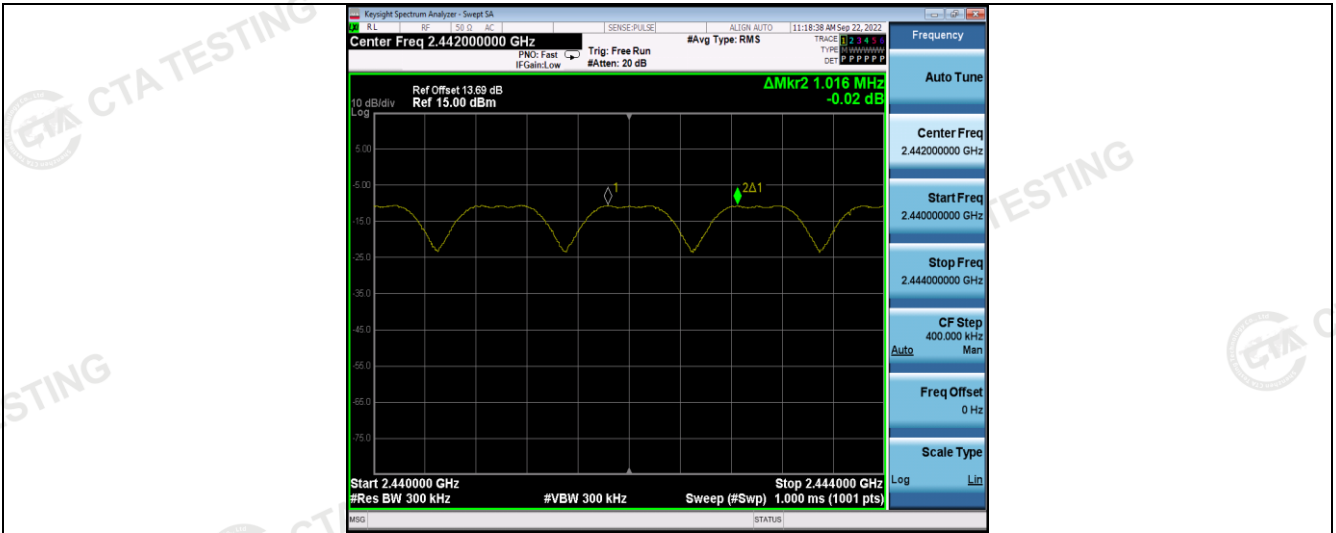 CTA TESTING
TESTING
STING
CTA
Keysight Spectrum Analyzer - Swept SA
RL RF 50 Ω AC SENSE:PULSE ALIGN AUTO 11:18:38 AM Sep 22, 2022
Center Freq 2.442000000 GHz
PNO: Fast
IFGain:Low
Trig: Free Run
#Atten: 20 dB
#Avg Type: RMS
TRACE 1 2 3 4 5 6
TYPE M W W W W W
DET P P P P P P
ΔMkr2 1.016 MHz
-0.02 dB
Ref Offset 13.69 dB
10 dB/div Ref 15.00 dBm
Log
5.00
-5.00
-15.0
-25.0
-35.0
-45.0
-55.0
-65.0
-75.0
1
2Δ1
Start 2.440000 GHz Stop 2.444000 GHz
#Res BW 300 kHz #VBW 300 kHz Sweep (#Swp) 1.000 ms (1001 pts)
MSG STATUS
Frequency
Auto Tune
Center Freq
2.442000000 GHz
Start Freq
2.440000000 GHz
Stop Freq
2.444000000 GHz
CF Step
400.000 kHz
Auto Man
Freq Offset
0 Hz
Scale Type
Log Lin